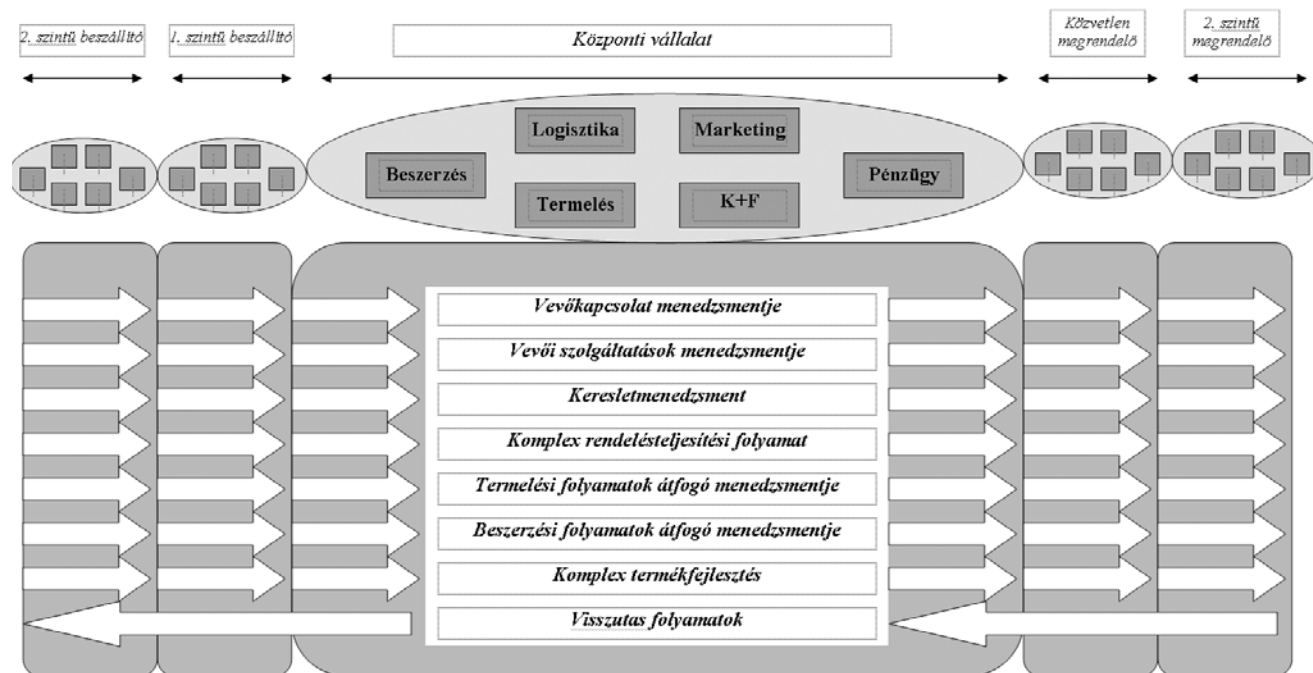 2. szintű beszállító
1. szintű beszállító
Központi vállalat
Közvetlen
megrendelő
2. szintű
megrendelő
Logisztika
Marketing
Beszerzés
Pénzügy
Termelés
K+F
Vevőkapcsolat menedzsmentje
Vevői szolgáltatások menedzsmentje
Keresletmenedzsment
Komplex rendelésteljesítési folyamat
Termelési folyamatok átfogó menedzsmentje
Beszerzési folyamatok átfogó menedzsmentje
Komplex termékfejlesztés
Visszutas folyamatok